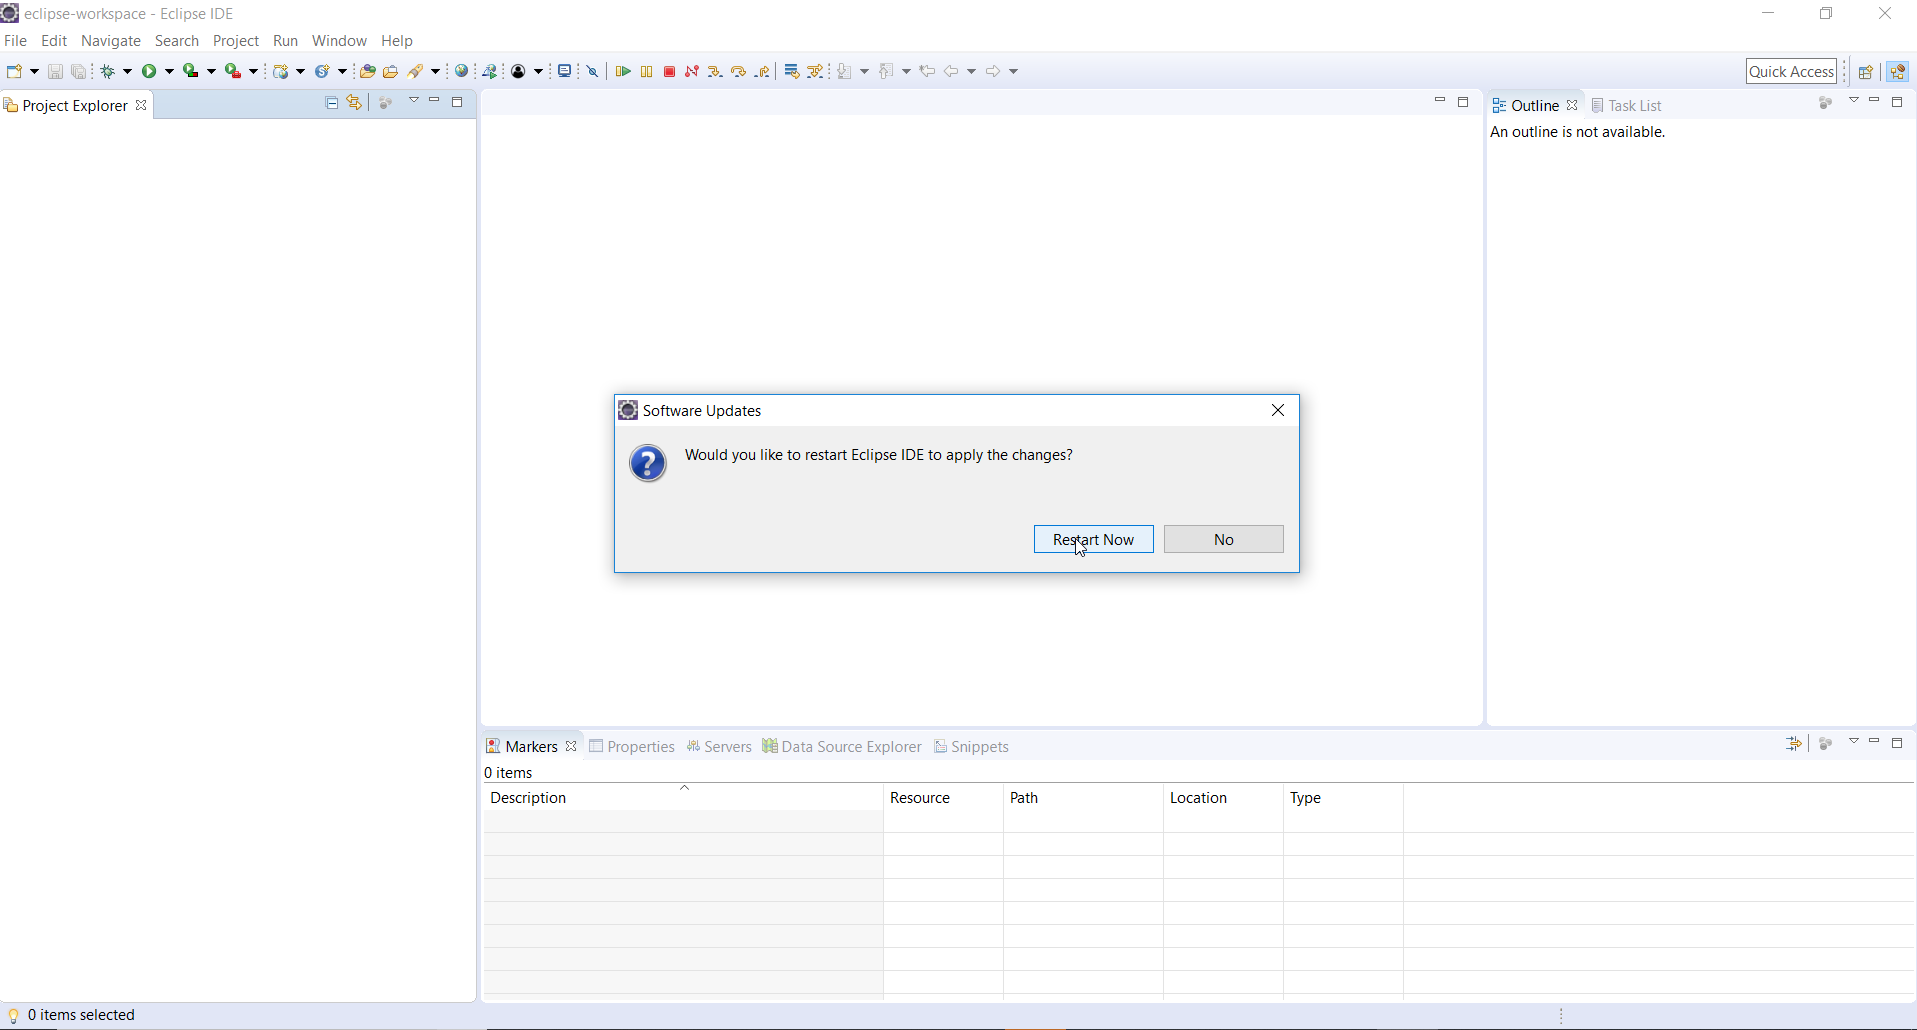 eclipse-workspace - Eclipse IDE
File Edit Navigate Search Project Run Window Help
Quick Access
Project Explorer
Outline Task List
An outline is not available.
Software Updates
Would you like to restart Eclipse IDE to apply the changes?
Restart Now No
Markers Properties Servers Data Source Explorer Snippets
0 items
Description Resource Path Location Type
0 items selected